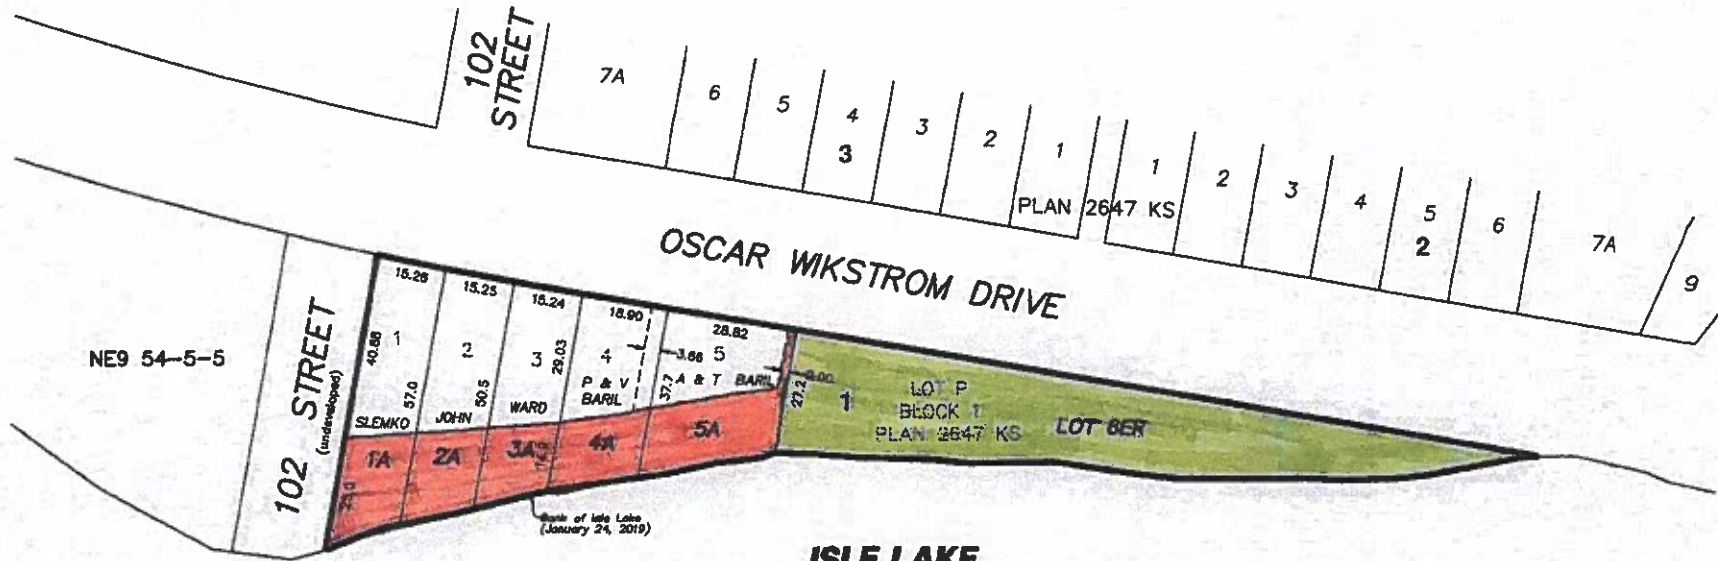 102
STREET
7A
6
5
4
3
3
2
1
1
2
3
4
5
2
6
7A
9
PLAN 2647 KS
OSCAR WIKSTROM DRIVE
NE9 54-5-5
102 STREET
(undeveloped)
15.26
15.25
15.24
18.90
28.82
40.88
1
2
3
4
5
3.66
57.0
50.5
29.03
37.7
27.2
SLEMKO
JOHN
WARD
P & V
BARIL
A & T BARIL
1A
2A
3A
4A
5A
1
LOT P
BLOCK 1
PLAN 2647 KS
LOT 6ER
Bank of Isle Lake
(January 24, 2019)
ISLE LAKE